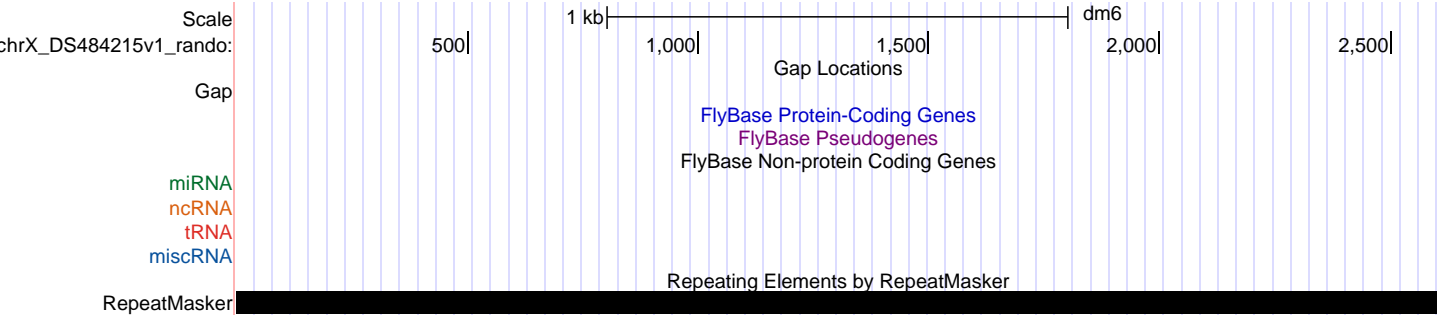 Scale 1 kb dm6
chrX_DS484215v1_rando: 500 1,000 1,500 2,000 2,500
Gap Locations
Gap
FlyBase Protein-Coding Genes
FlyBase Pseudogenes
FlyBase Non-protein Coding Genes
miRNA
ncRNA
tRNA
miscRNA
Repeating Elements by RepeatMasker
RepeatMasker